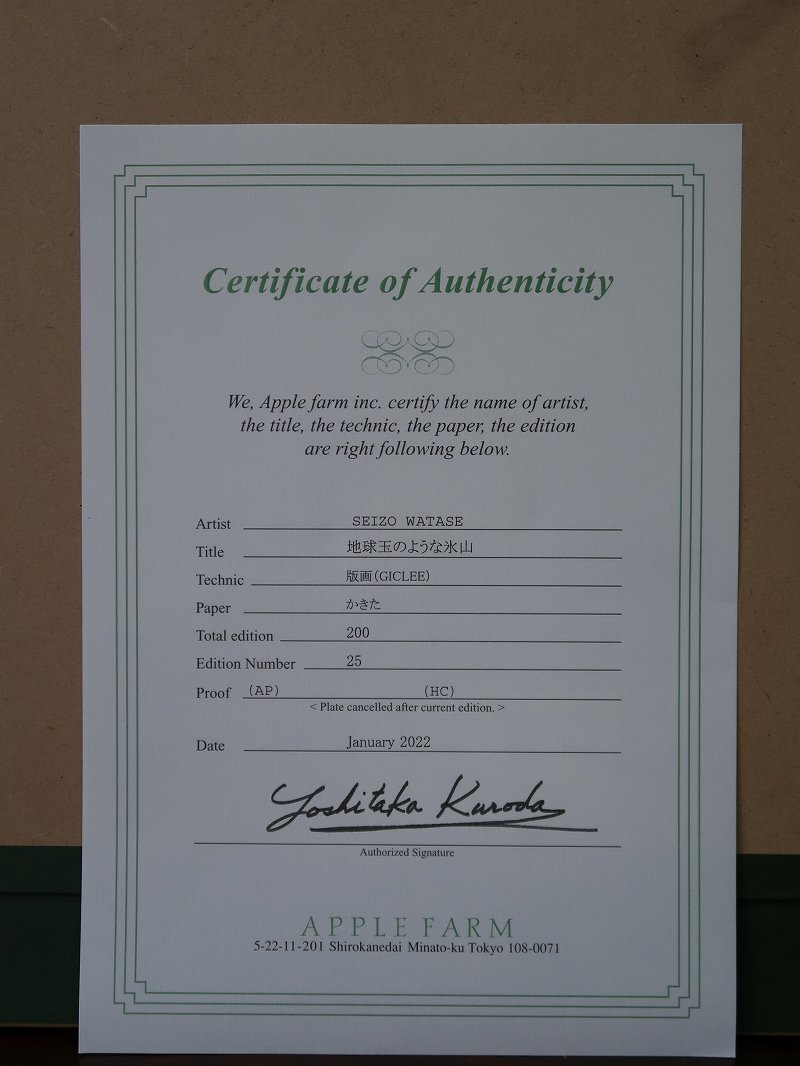 Certificate of Authenticity
We, Apple farm inc. certify the name of artist,
the title, the technic, the paper, the edition
are right following below.
Artist SEIZO WATASE
Title 地球玉のような氷山
Technic 版画(GICLEE)
Paper かきた
Total edition 200
Edition Number 25
Proof (AP) (HC)
< Plate cancelled after current edition. >
Date January 2022
Yoshitaka Kuroda
Authorized Signature
APPLE FARM
5-22-11-201 Shirokanedai Minato-ku Tokyo 108-0071